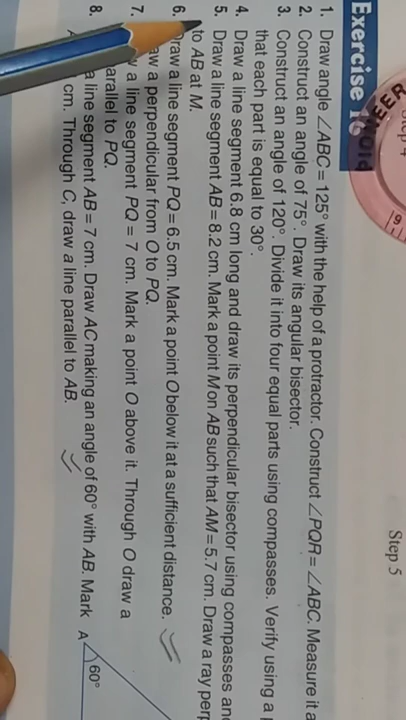 Step 4
Exercise
1. Draw angle ∠ABC = 125° with the help of a protractor. Construct ∠PQR = ∠ABC. Measure it
2. Construct an angle of 75°. Draw its angular bisector.
3. Construct an angle of 120°. Divide it into four equal parts using compasses. Verify using a
that each part is equal to 30°.
4. Draw a line segment 6.8 cm long and draw its perpendicular bisector using compasses
5. Draw a line segment AB = 8.2 cm. Mark a point M on AB such that AM = 5.7 cm. Draw a ray
to AB at M.
6. Draw a line segment PQ = 6.5 cm. Mark a point O below it at a sufficient distance.
a perpendicular from O to PQ.
7. a line segment PQ = 7 cm. Mark a point O above it. Through O draw a
parallel to PQ.
8. a line segment AB = 7 cm. Draw AC making an angle of 60° with AB. Mark
cm. Through C, draw a line parallel to AB.
Step 5
A
60°
9